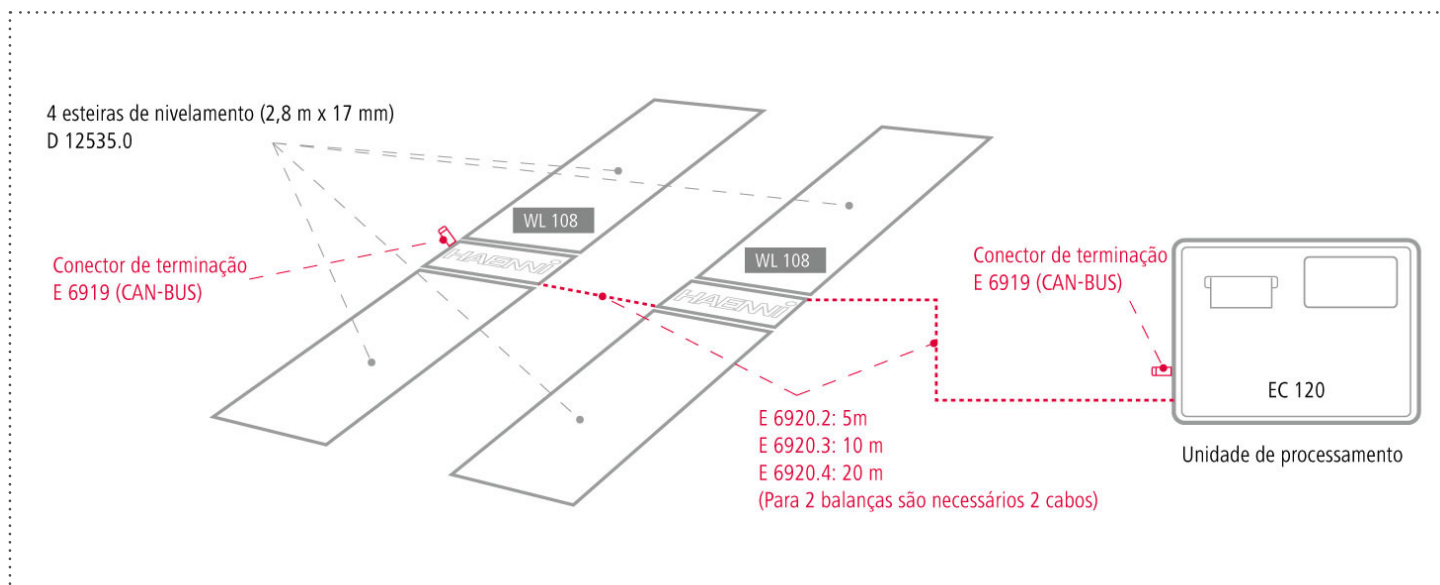 4 esteiras de nivelamento (2,8 m x 17 mm)
D 12535.0
WL 108
HAENNI
Conector de terminação
E 6919 (CAN-BUS)
WL 108
HAENNI
Conector de terminação
E 6919 (CAN-BUS)
EC 120
Unidade de processamento
E 6920.2: 5m
E 6920.3: 10 m
E 6920.4: 20 m
(Para 2 balanças são necessários 2 cabos)